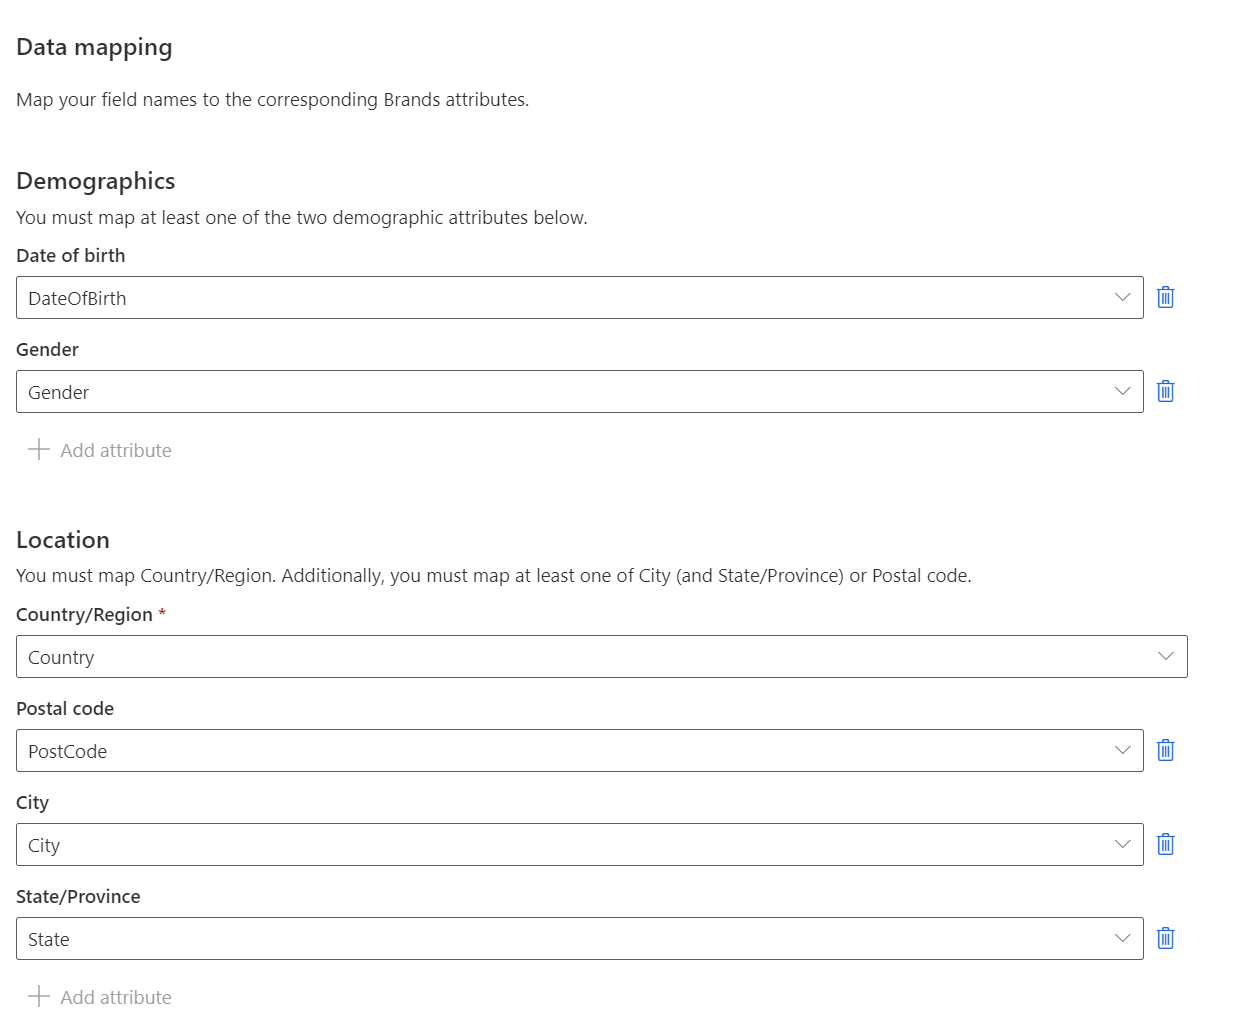 Data mapping
Map your field names to the corresponding Brands attributes.
Demographics
You must map at least one of the two demographic attributes below.
Date of birth
DateOfBirth
Gender
Gender
Add attribute
Location
You must map Country/Region. Additionally, you must map at least one of City (and State/Province) or Postal code.
Country/Region *
Country
Postal code
PostCode
City
City
State/Province
State
Add attribute